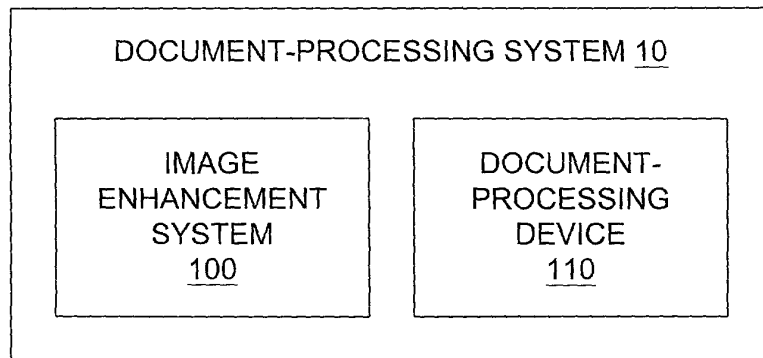 DOCUMENT-PROCESSING SYSTEM 10
IMAGE
ENHANCEMENT
SYSTEM
100
DOCUMENT-
PROCESSING
DEVICE
110